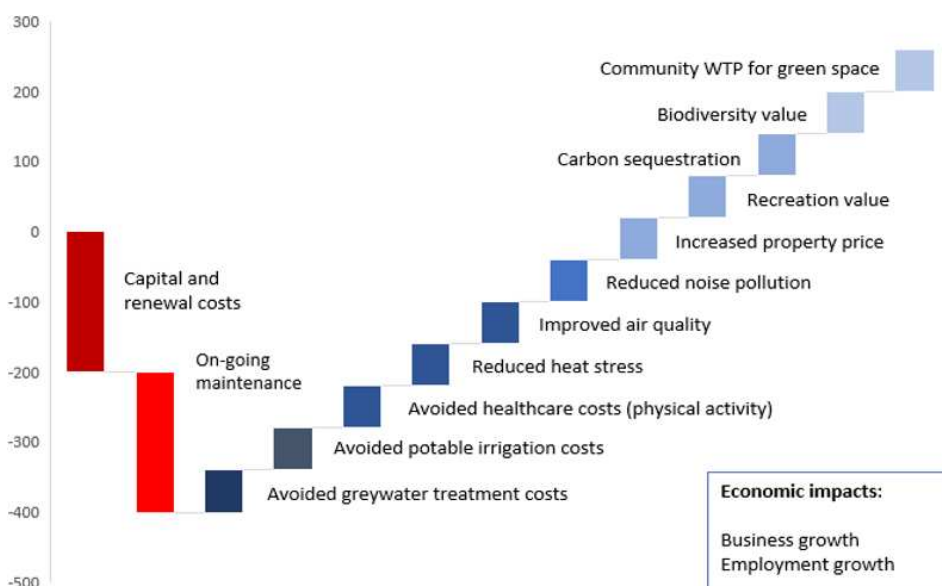 300
Community WTP for green space
200
Biodiversity value
Carbon sequestration
100
Recreation value
0
Increased property price
Capital and
renewal costs
Reduced noise pollution
-100
Improved air quality
On-going
maintenance
-200
Reduced heat stress
Avoided healthcare costs (physical activity)
-300
Avoided potable irrigation costs
Avoided greywater treatment costs
-400
Economic impacts:
Business growth
Employment growth
-500